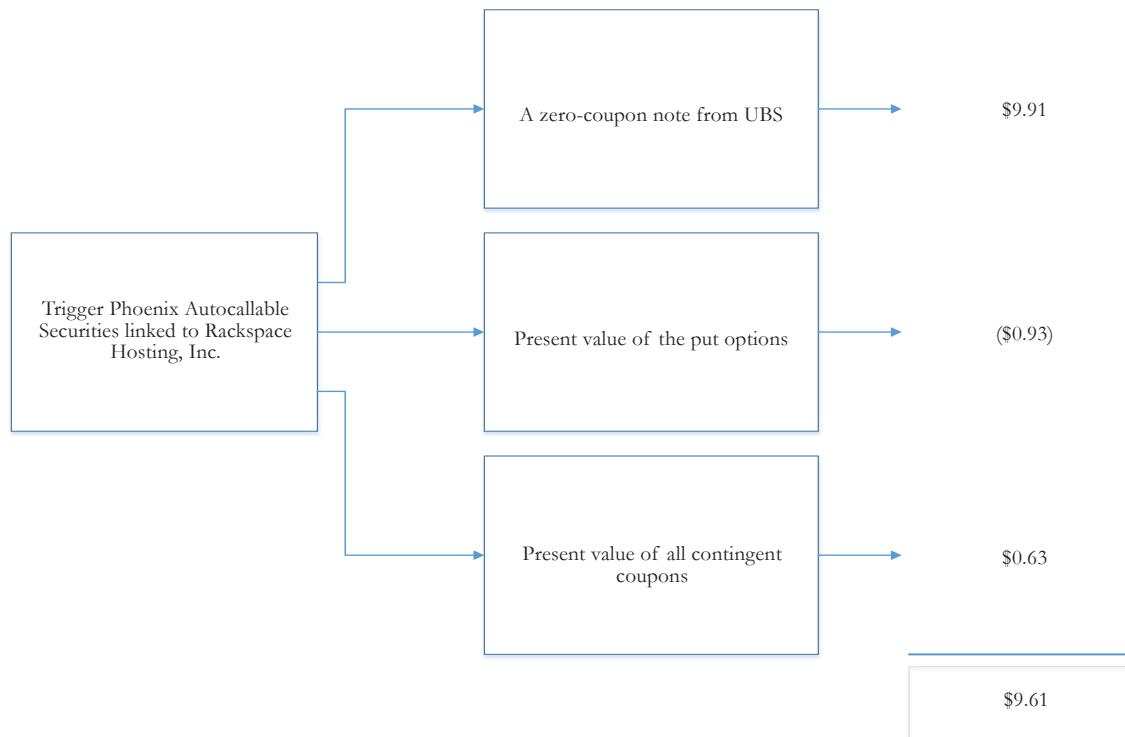 A zero-coupon note from UBS
$9.91
Trigger Phoenix Autocallable
Securities linked to Rackspace
Hosting, Inc.
Present value of the put options
($0.93)
Present value of all contingent
coupons
$0.63
$9.61